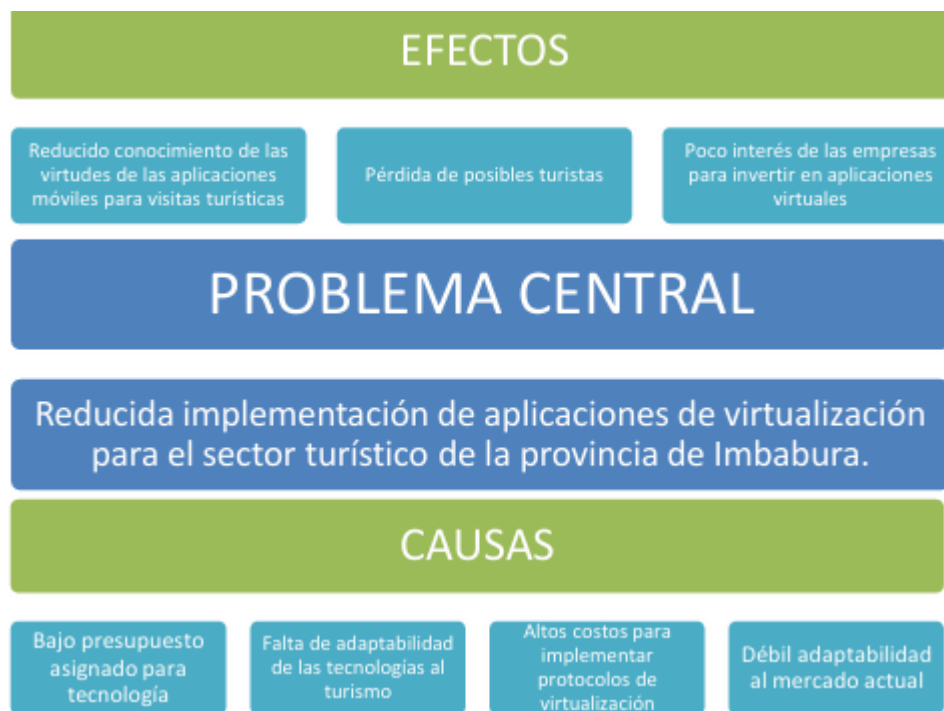 EFECTOS
Reducido conocimiento de las
virtudes de las aplicaciones
móviles para visitas turísticas
Pérdida de posibles turistas
Poco interés de las empresas
para invertir en aplicaciones
virtuales
PROBLEMA CENTRAL
Reducida implementación de aplicaciones de virtualización
para el sector turístico de la provincia de Imbabura.
CAUSAS
Bajo presupuesto
asignado para
tecnología
Falta de adaptabilidad
de las tecnologías al
turismo
Altos costos para
implementar
protocolos de
virtualización
Débil adaptabilidad
al mercado actual